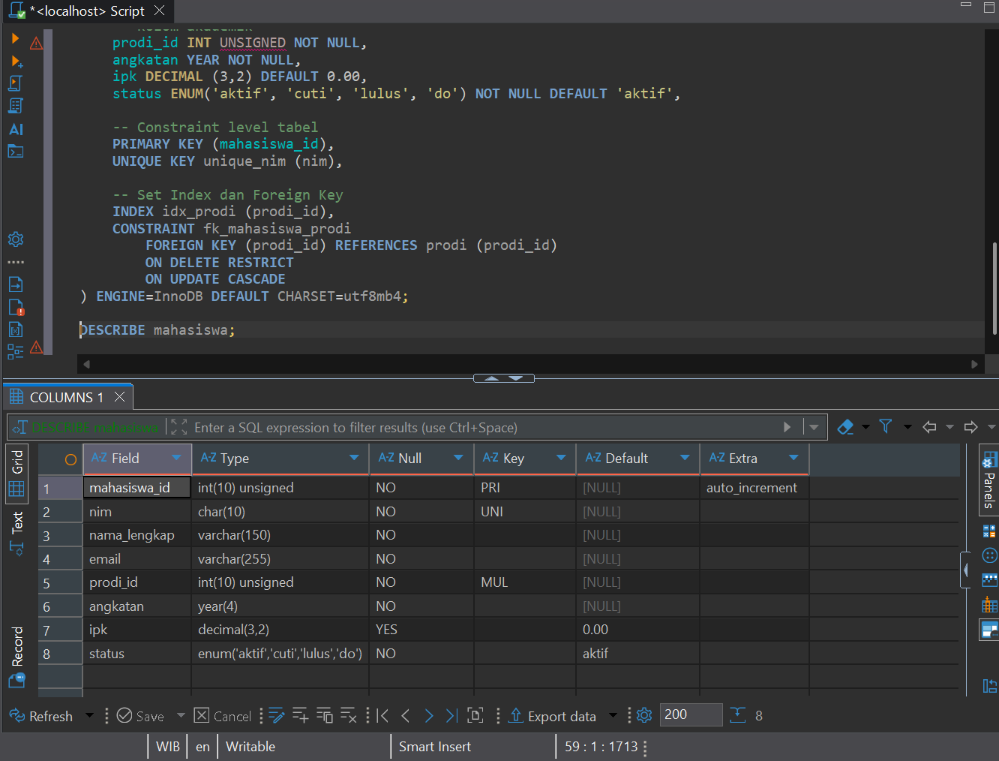 *<localhost> Script
prodi_id INT UNSIGNED NOT NULL,
angkatan YEAR NOT NULL,
ipk DECIMAL (3,2) DEFAULT 0.00,
status ENUM('aktif', 'cuti', 'lulus', 'do') NOT NULL DEFAULT 'aktif',
-- Constraint level tabel
PRIMARY KEY (mahasiswa_id),
UNIQUE KEY unique_nim (nim),
-- Set Index dan Foreign Key
INDEX idx_prodi (prodi_id),
CONSTRAINT fk_mahasiswa_prodi
FOREIGN KEY (prodi_id) REFERENCES prodi (prodi_id)
ON DELETE RESTRICT
ON UPDATE CASCADE
) ENGINE=InnoDB DEFAULT CHARSET=utf8mb4;
DESCRIBE mahasiswa;
AI
COLUMNS 1
DESCRIBE mahasiswa Enter a SQL expression to filter results (use Ctrl+Space)
Grid
Text
Record
Panels
A-Z Field A-Z Type A-Z Null A-Z Key A-Z Default A-Z Extra
1 mahasiswa_id int(10) unsigned NO PRI [NULL] auto_increment
2 nim char(10) NO UNI [NULL]
3 nama_lengkap varchar(150) NO [NULL]
4 email varchar(255) NO [NULL]
5 prodi_id int(10) unsigned NO MUL [NULL]
6 angkatan year(4) NO [NULL]
7 ipk decimal(3,2) YES 0.00
8 status enum('aktif','cuti','lulus','do') NO aktif
Refresh Save Cancel Export data 200 8
WIB en Writable Smart Insert 59 : 1 : 1713